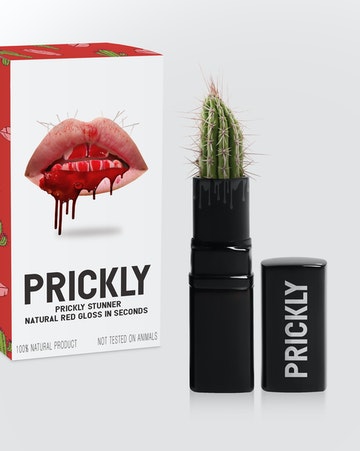 PRICKLY
PRICKLY STUNNER
NATURAL RED GLOSS IN SECONDS
100% NATURAL PRODUCT
NOT TESTED ON ANIMALS
PRICKLY